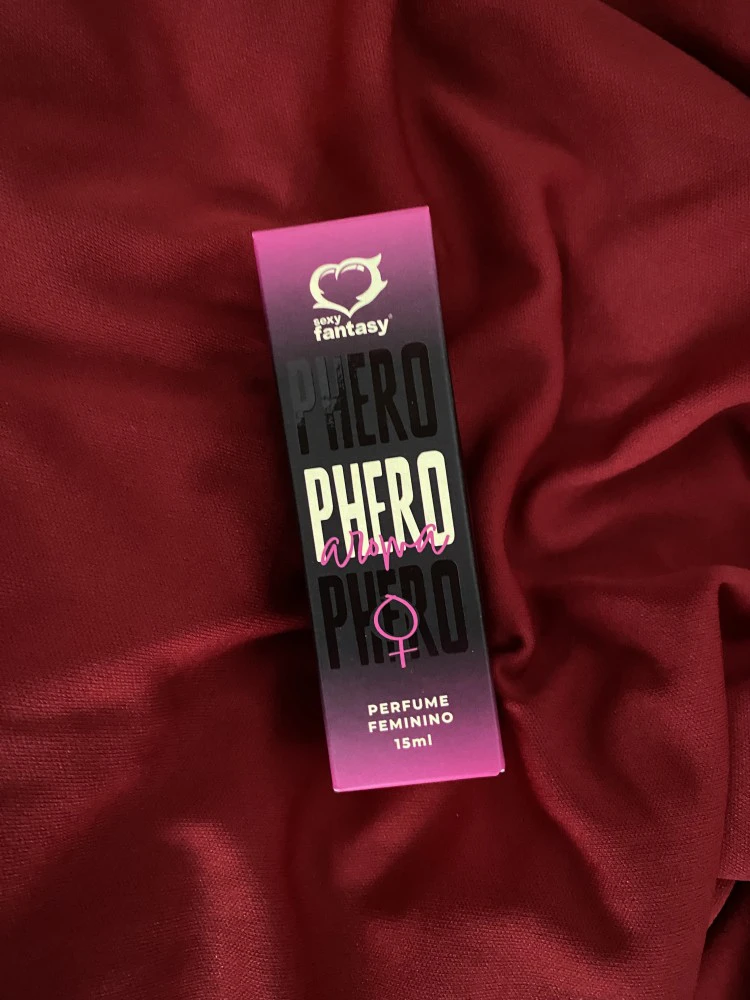 sexy
fantasy®
PHERO
PHERO
aroma
PHERO
PERFUME
FEMININO
15ml